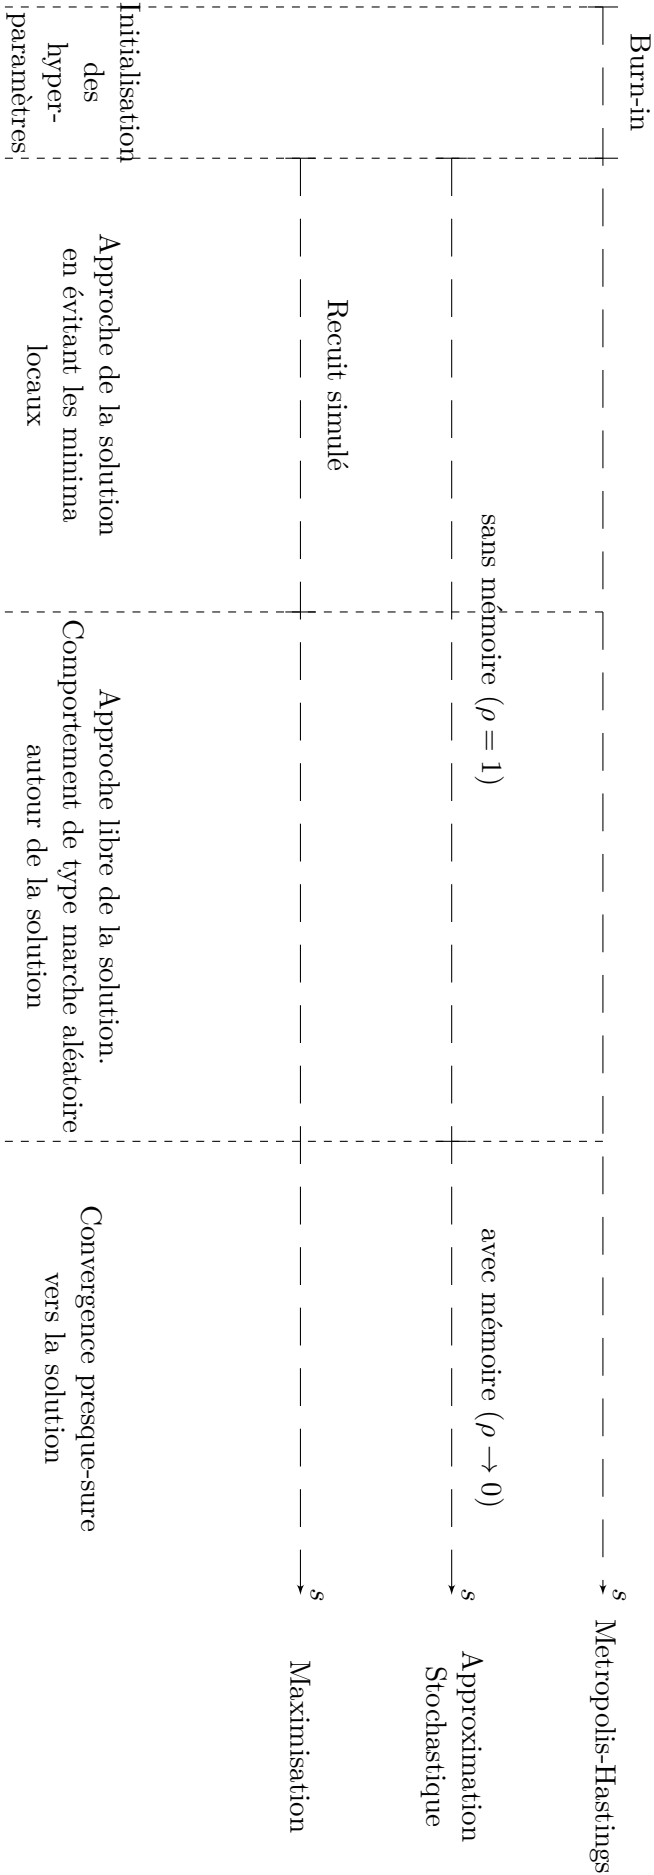 Burn-in
s
Metropolis-Hastings
sans mémoire (ρ = 1)
avec mémoire (ρ → 0)
s
Approximation
Stochastique
Recuit simulé
s
Maximisation
Initialisation
des
hyper-
paramètres
Approche de la solution
en évitant les minima
locaux
Approche libre de la solution.
Comportement de type marche aléatoire
autour de la solution
Convergence presque-sure
vers la solution